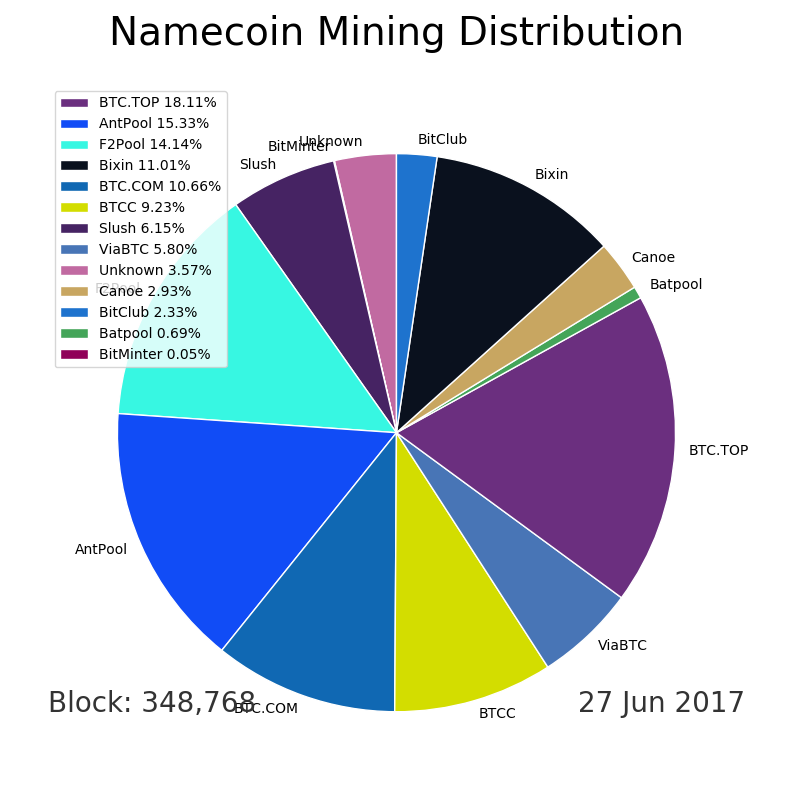 Namecoin Mining Distribution
BTC.TOP 18.11%
AntPool 15.33%
F2Pool 14.14%
Bixin 11.01%
BTC.COM 10.66%
BTCC 9.23%
Slush 6.15%
ViaBTC 5.80%
Unknown 3.57%
Canoe 2.93%
BitClub 2.33%
Batpool 0.69%
BitMinter 0.05%
BitClub
Bixin
Canoe
Batpool
BTC.TOP
ViaBTC
BTCC
BTC.COM
AntPool
F2Pool
Slush
BitMinter
Unknown
Block: 348,768
27 Jun 2017